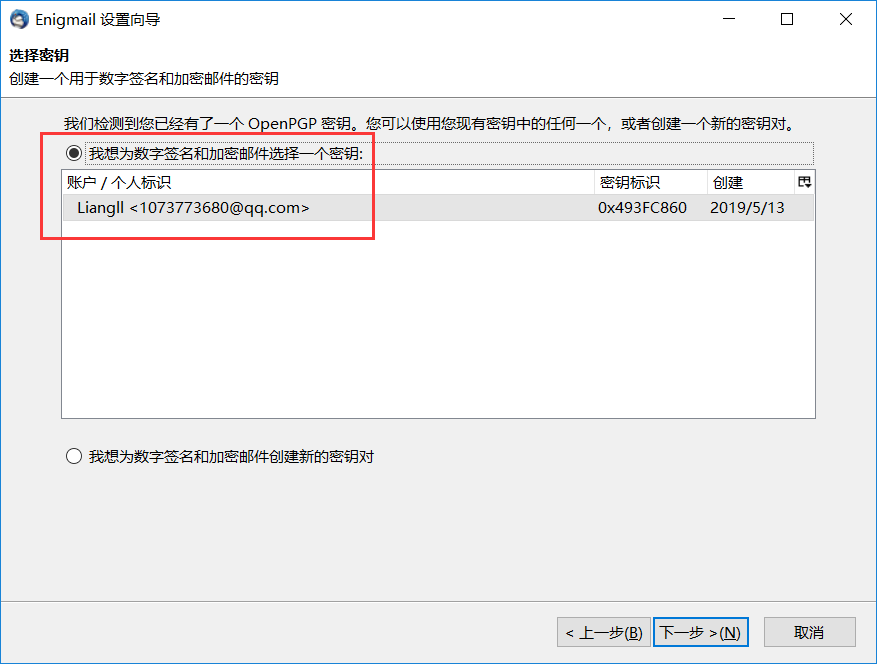 Enigmail 设置向导
选择密钥
创建一个用于数字签名和加密邮件的密钥
我们检测到您已经有了一个 OpenPGP 密钥。您可以使用您现有密钥中的任何一个，或者创建一个新的密钥对。
我想为数字签名和加密邮件选择一个密钥:
账户 / 个人标识 密钥标识 创建
Liangll <1073773680@qq.com> 0x493FC860 2019/5/13
我想为数字签名和加密邮件创建新的密钥对
< 上一步(B) 下一步 >(N) 取消